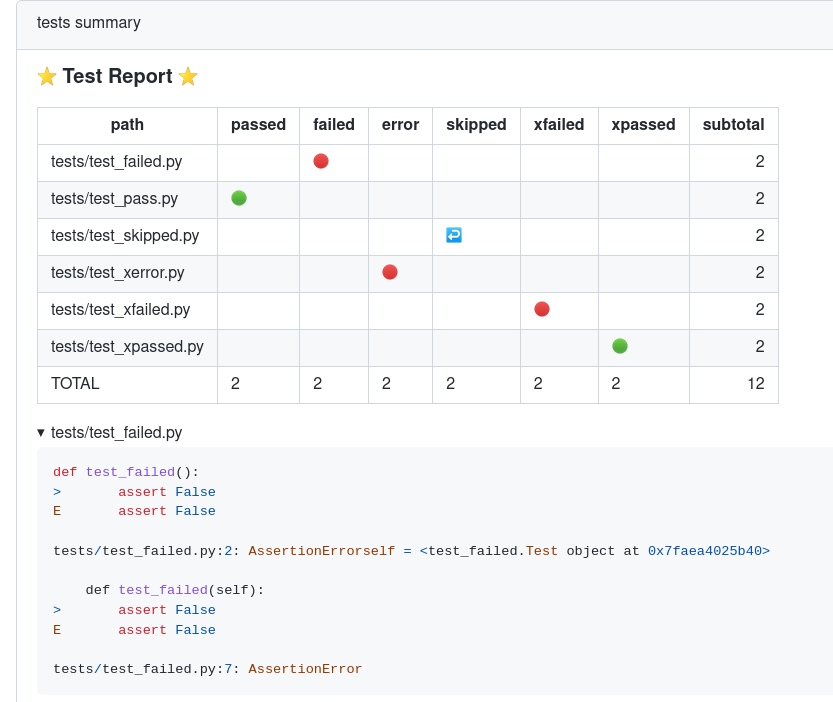 tests summary
⭐ Test Report ⭐
path passed failed error skipped xfailed xpassed subtotal
tests/test_failed.py 🔴 2
tests/test_pass.py 🟢 2
tests/test_skipped.py ↩️ 2
tests/test_xerror.py 🔴 2
tests/test_xfailed.py 🔴 2
tests/test_xpassed.py 🟢 2
TOTAL 2 2 2 2 2 2 12
▼ tests/test_failed.py
def test_failed():
>       assert False
E       assert False
tests/test_failed.py:2: AssertionErrorself = <test_failed.Test object at 0x7faea4025b40>
    def test_failed(self):
>       assert False
E       assert False
tests/test_failed.py:7: AssertionError